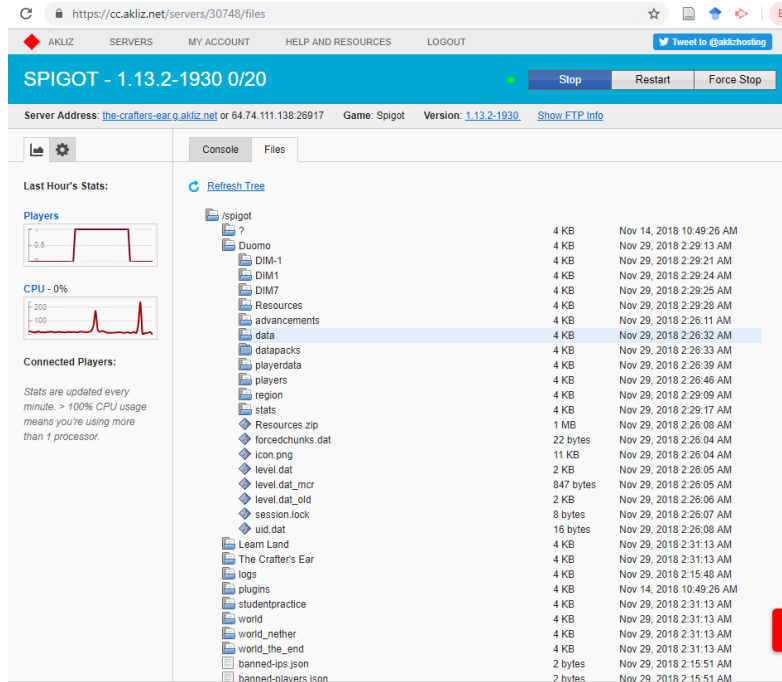 https://cc.akliz.net/servers/30748/files
AKLIZ SERVERS MY ACCOUNT HELP AND RESOURCES LOGOUT Tweet to @aklizhosting
SPIGOT - 1.13.2-1930 0/20 Stop Restart Force Stop
Server Address: the-crafters-ear.g.akliz.net or 64.74.111.138:26917 Game: Spigot Version: 1.13.2-1930 Show FTP Info
Console Files
Last Hour's Stats:
Refresh Tree
Players
1
0.5
0
CPU - 0%
200
100
Connected Players:
Stats are updated every
minute. > 100% CPU usage
means you're using more
than 1 processor.
/spigot
? 4 KB Nov 14, 2018 10:49:26 AM
Duomo 4 KB Nov 29, 2018 2:29:13 AM
DIM-1 4 KB Nov 29, 2018 2:29:21 AM
DIM1 4 KB Nov 29, 2018 2:29:24 AM
DIM7 4 KB Nov 29, 2018 2:29:25 AM
Resources 4 KB Nov 29, 2018 2:29:28 AM
advancements 4 KB Nov 29, 2018 2:26:11 AM
data 4 KB Nov 29, 2018 2:26:32 AM
datapacks 4 KB Nov 29, 2018 2:26:33 AM
playerdata 4 KB Nov 29, 2018 2:26:39 AM
players 4 KB Nov 29, 2018 2:26:46 AM
region 4 KB Nov 29, 2018 2:29:09 AM
stats 4 KB Nov 29, 2018 2:29:17 AM
Resources.zip 1 MB Nov 29, 2018 2:26:08 AM
forcedchunks.dat 22 bytes Nov 29, 2018 2:26:04 AM
icon.png 11 KB Nov 29, 2018 2:26:04 AM
level.dat 2 KB Nov 29, 2018 2:26:05 AM
level.dat_mcr 847 bytes Nov 29, 2018 2:26:05 AM
level.dat_old 2 KB Nov 29, 2018 2:26:06 AM
session.lock 8 bytes Nov 29, 2018 2:26:07 AM
uid.dat 16 bytes Nov 29, 2018 2:26:08 AM
Learn Land 4 KB Nov 29, 2018 2:31:13 AM
The Crafter's Ear 4 KB Nov 29, 2018 2:31:13 AM
logs 4 KB Nov 29, 2018 2:15:48 AM
plugins 4 KB Nov 14, 2018 10:49:26 AM
studentpractice 4 KB Nov 29, 2018 2:31:13 AM
world 4 KB Nov 29, 2018 2:31:13 AM
world_nether 4 KB Nov 29, 2018 2:31:13 AM
world_the_end 4 KB Nov 29, 2018 2:31:13 AM
banned-ips.json 2 bytes Nov 29, 2018 2:15:51 AM
banned-players.json 2 bytes Nov 29, 2018 2:15:51 AM